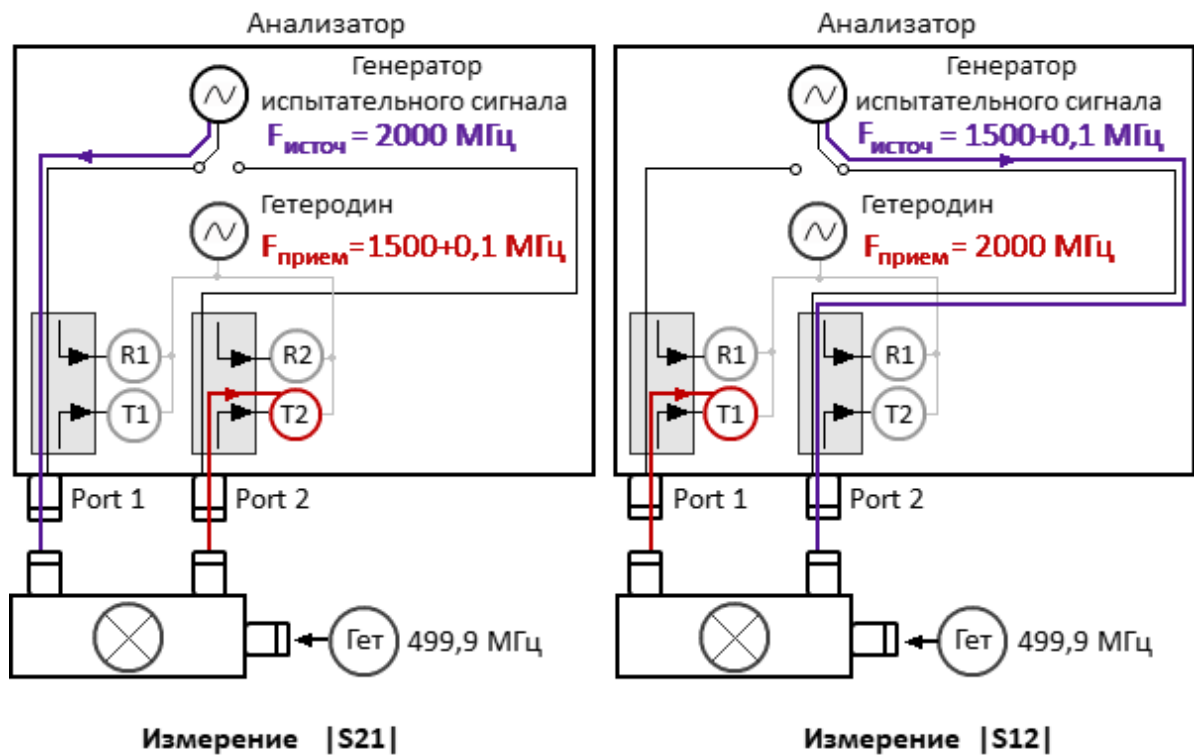 Анализатор
Генератор
испытательного сигнала
Fисточ = 2000 МГц
Гетеродин
Fприем=1500+0,1 МГц
R1
R2
T1
T2
Port 1
Port 2
Гет
499,9 МГц
Измерение |S21|
Анализатор
Генератор
испытательного сигнала
Fисточ = 1500+0,1 МГц
Гетеродин
Fприем = 2000 МГц
R1
R1
T1
T2
Port 1
Port 2
Гет
499,9 МГц
Измерение |S12|